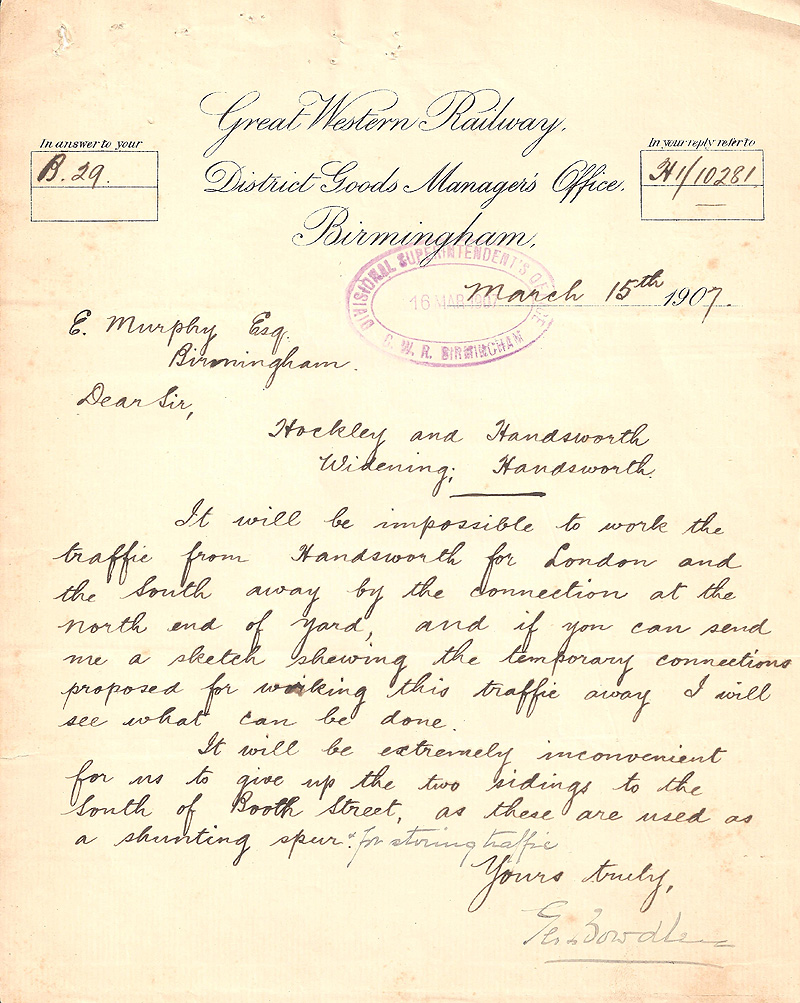 Great Western Railway.
In answer to your
B. 29.
In your reply refer to
H1/10281
District Goods Manager's Office.
Birmingham,
DIVISIONAL SUPERINTENDENT'S OFFICE
16 MAR 1907
G. W. R. BIRMINGHAM
March 15th 1907.
E. Murphy Esq.
Birmingham.
Dear Sir,
Hockley and Handsworth
Widening; Handsworth.
It will be impossible to work the
traffic from Handsworth for London and
the South away by the connection at the
North end of Yard, and if you can send
me a sketch shewing the temporary connections
proposed for working this traffic away I will
see what can be done.
It will be extremely inconvenient
for us to give up the two sidings to the
South of Booth Street, as these are used as
a shunting spur & for storing traffic
Yours truly,